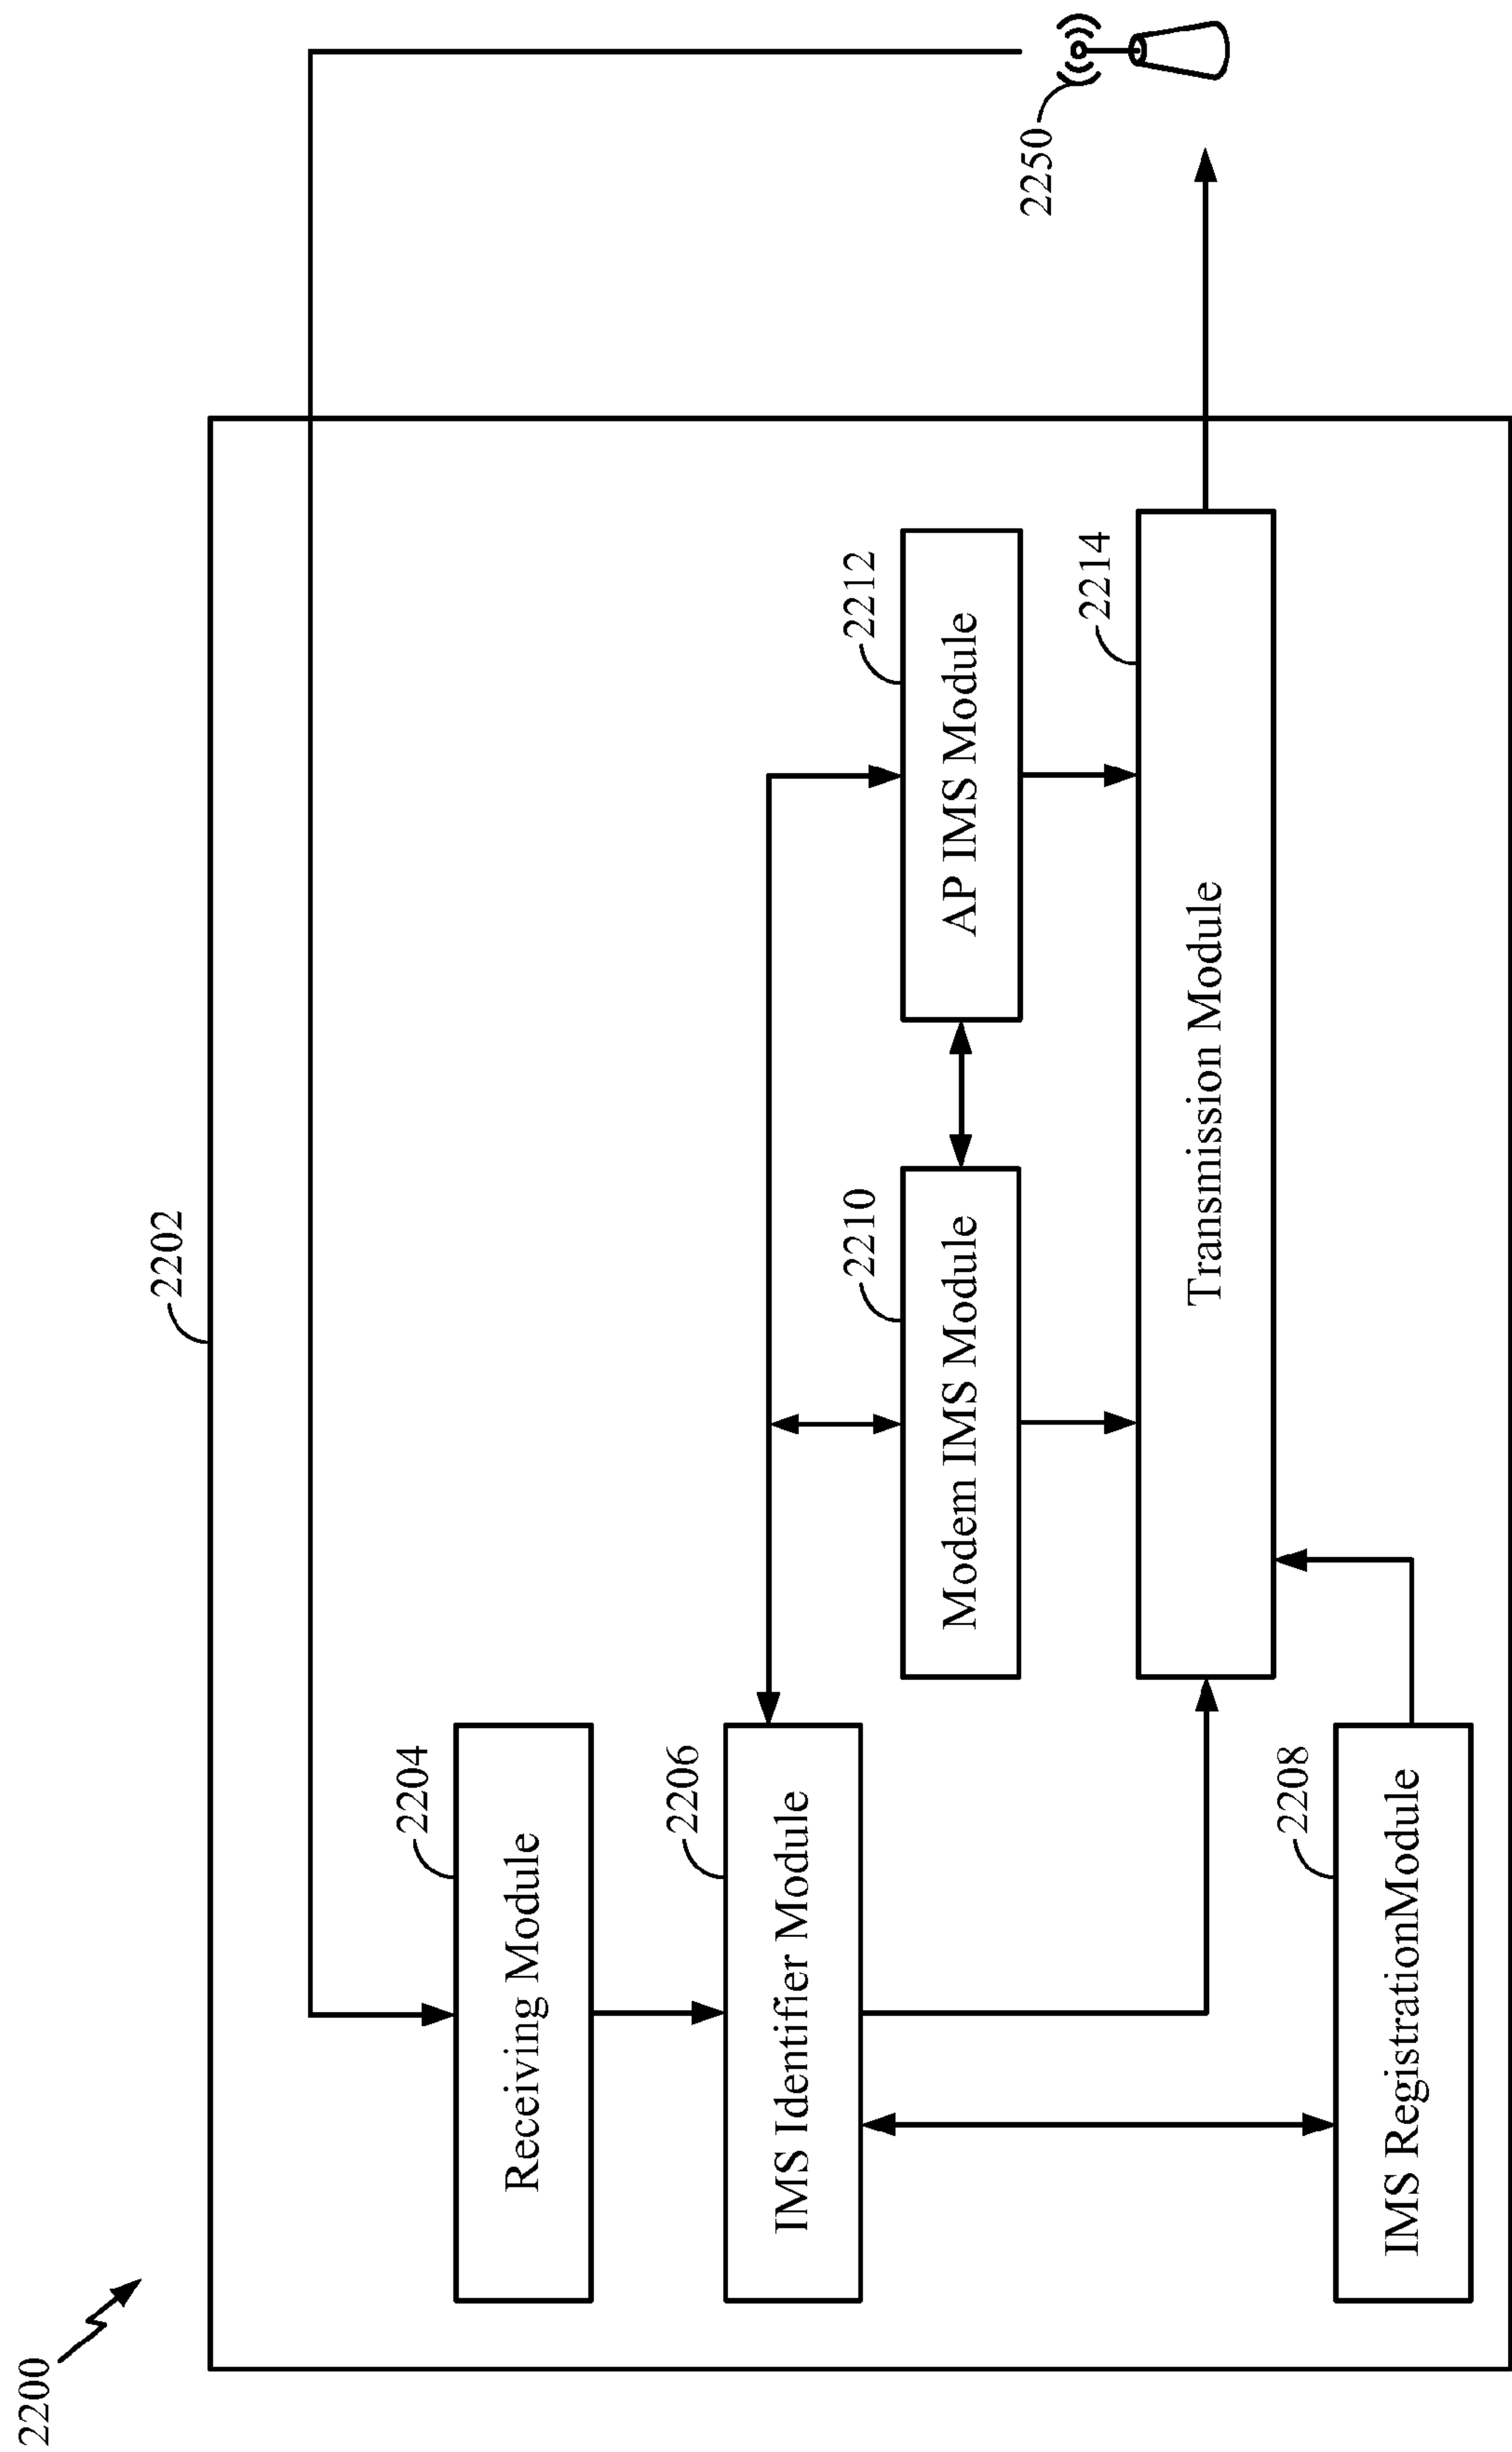 2200
2202
2204
Receiving Module
2206
IMS Identifier Module
2208
IMS RegistrationModule
2210
Modem IMS Module
2212
AP IMS Module
2214
Transmission Module
2250